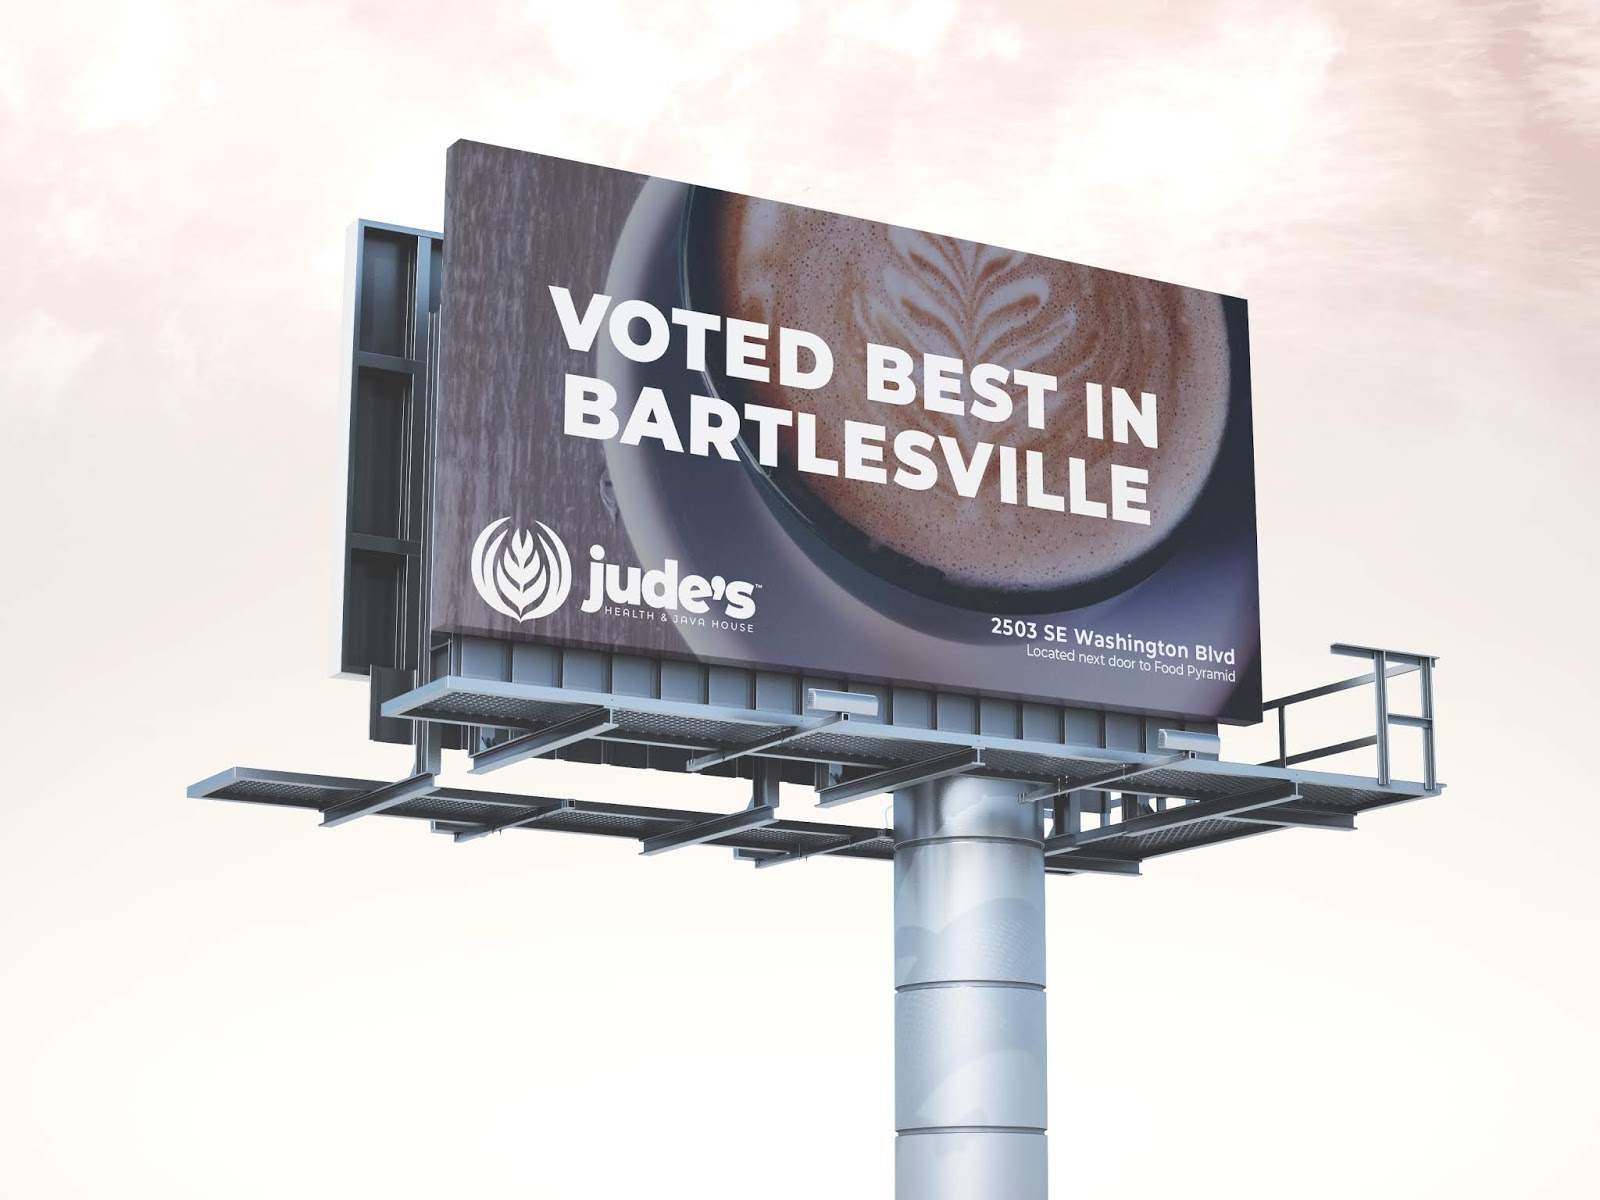 VOTED BEST IN
BARTLESVILLE
jude's™
HEALTH & JAVA HOUSE
2503 SE Washington Blvd
Located next door to Food Pyramid